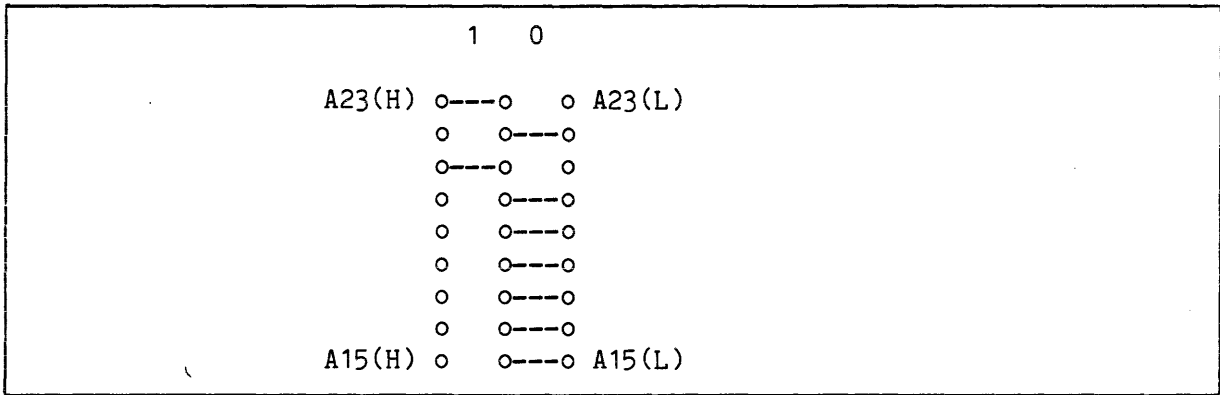 1 0
A23(H) o---o o A23(L)
o o---o
o---o o
o o---o
o o---o
o o---o
o o---o
o o---o
A15(H) o o---o A15(L)